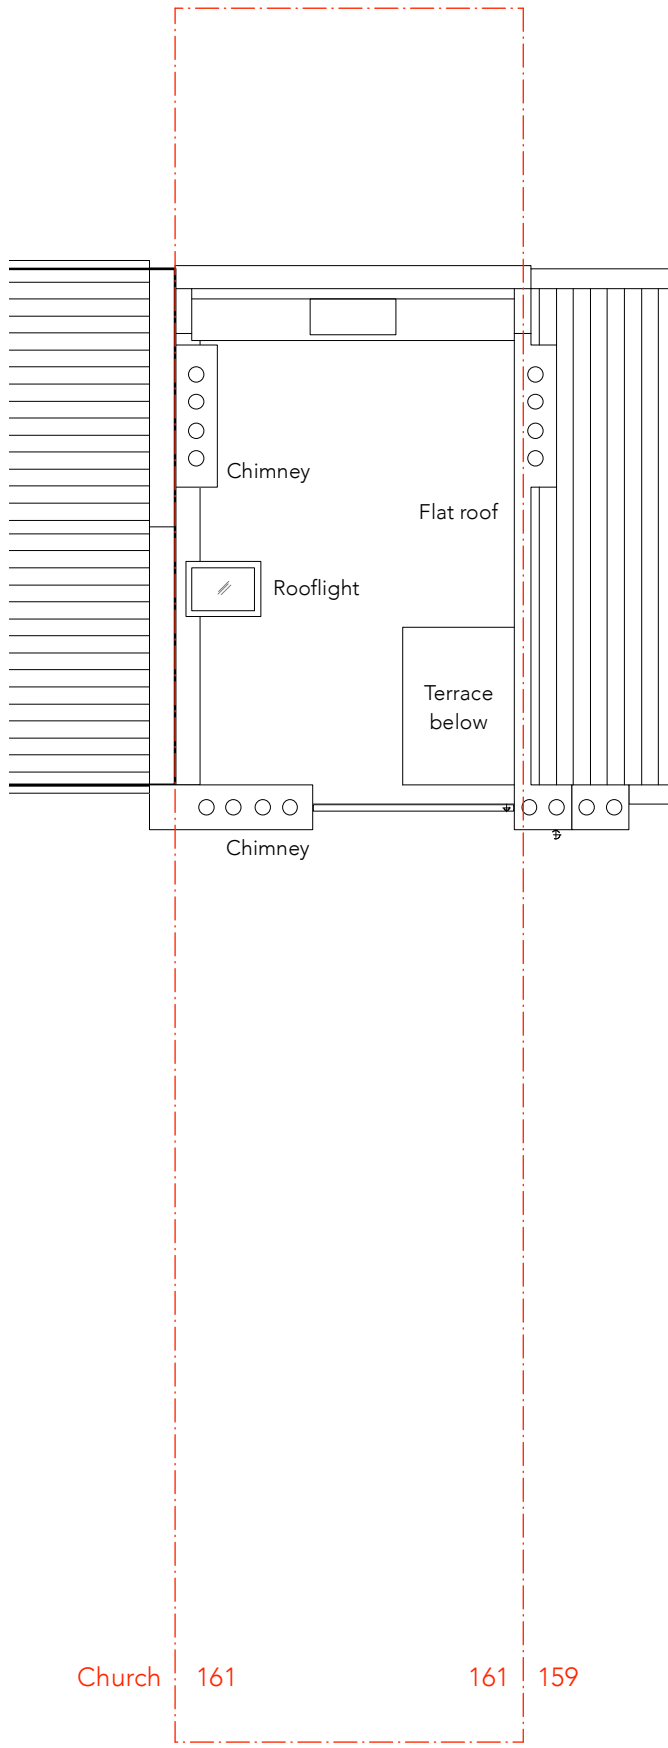 Chimney
Flat roof
Rooflight
Terrace
below
Chimney
Church 161 161 159